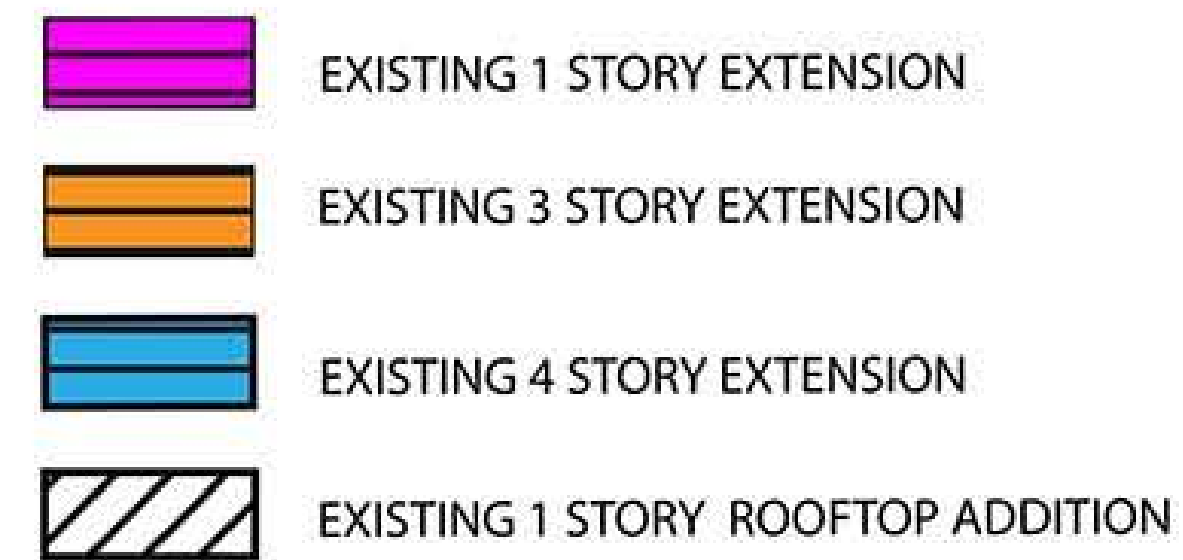 EXISTING 1 STORY EXTENSION
EXISTING 3 STORY EXTENSION
EXISTING 4 STORY EXTENSION
EXISTING 1 STORY ROOFTOP ADDITION